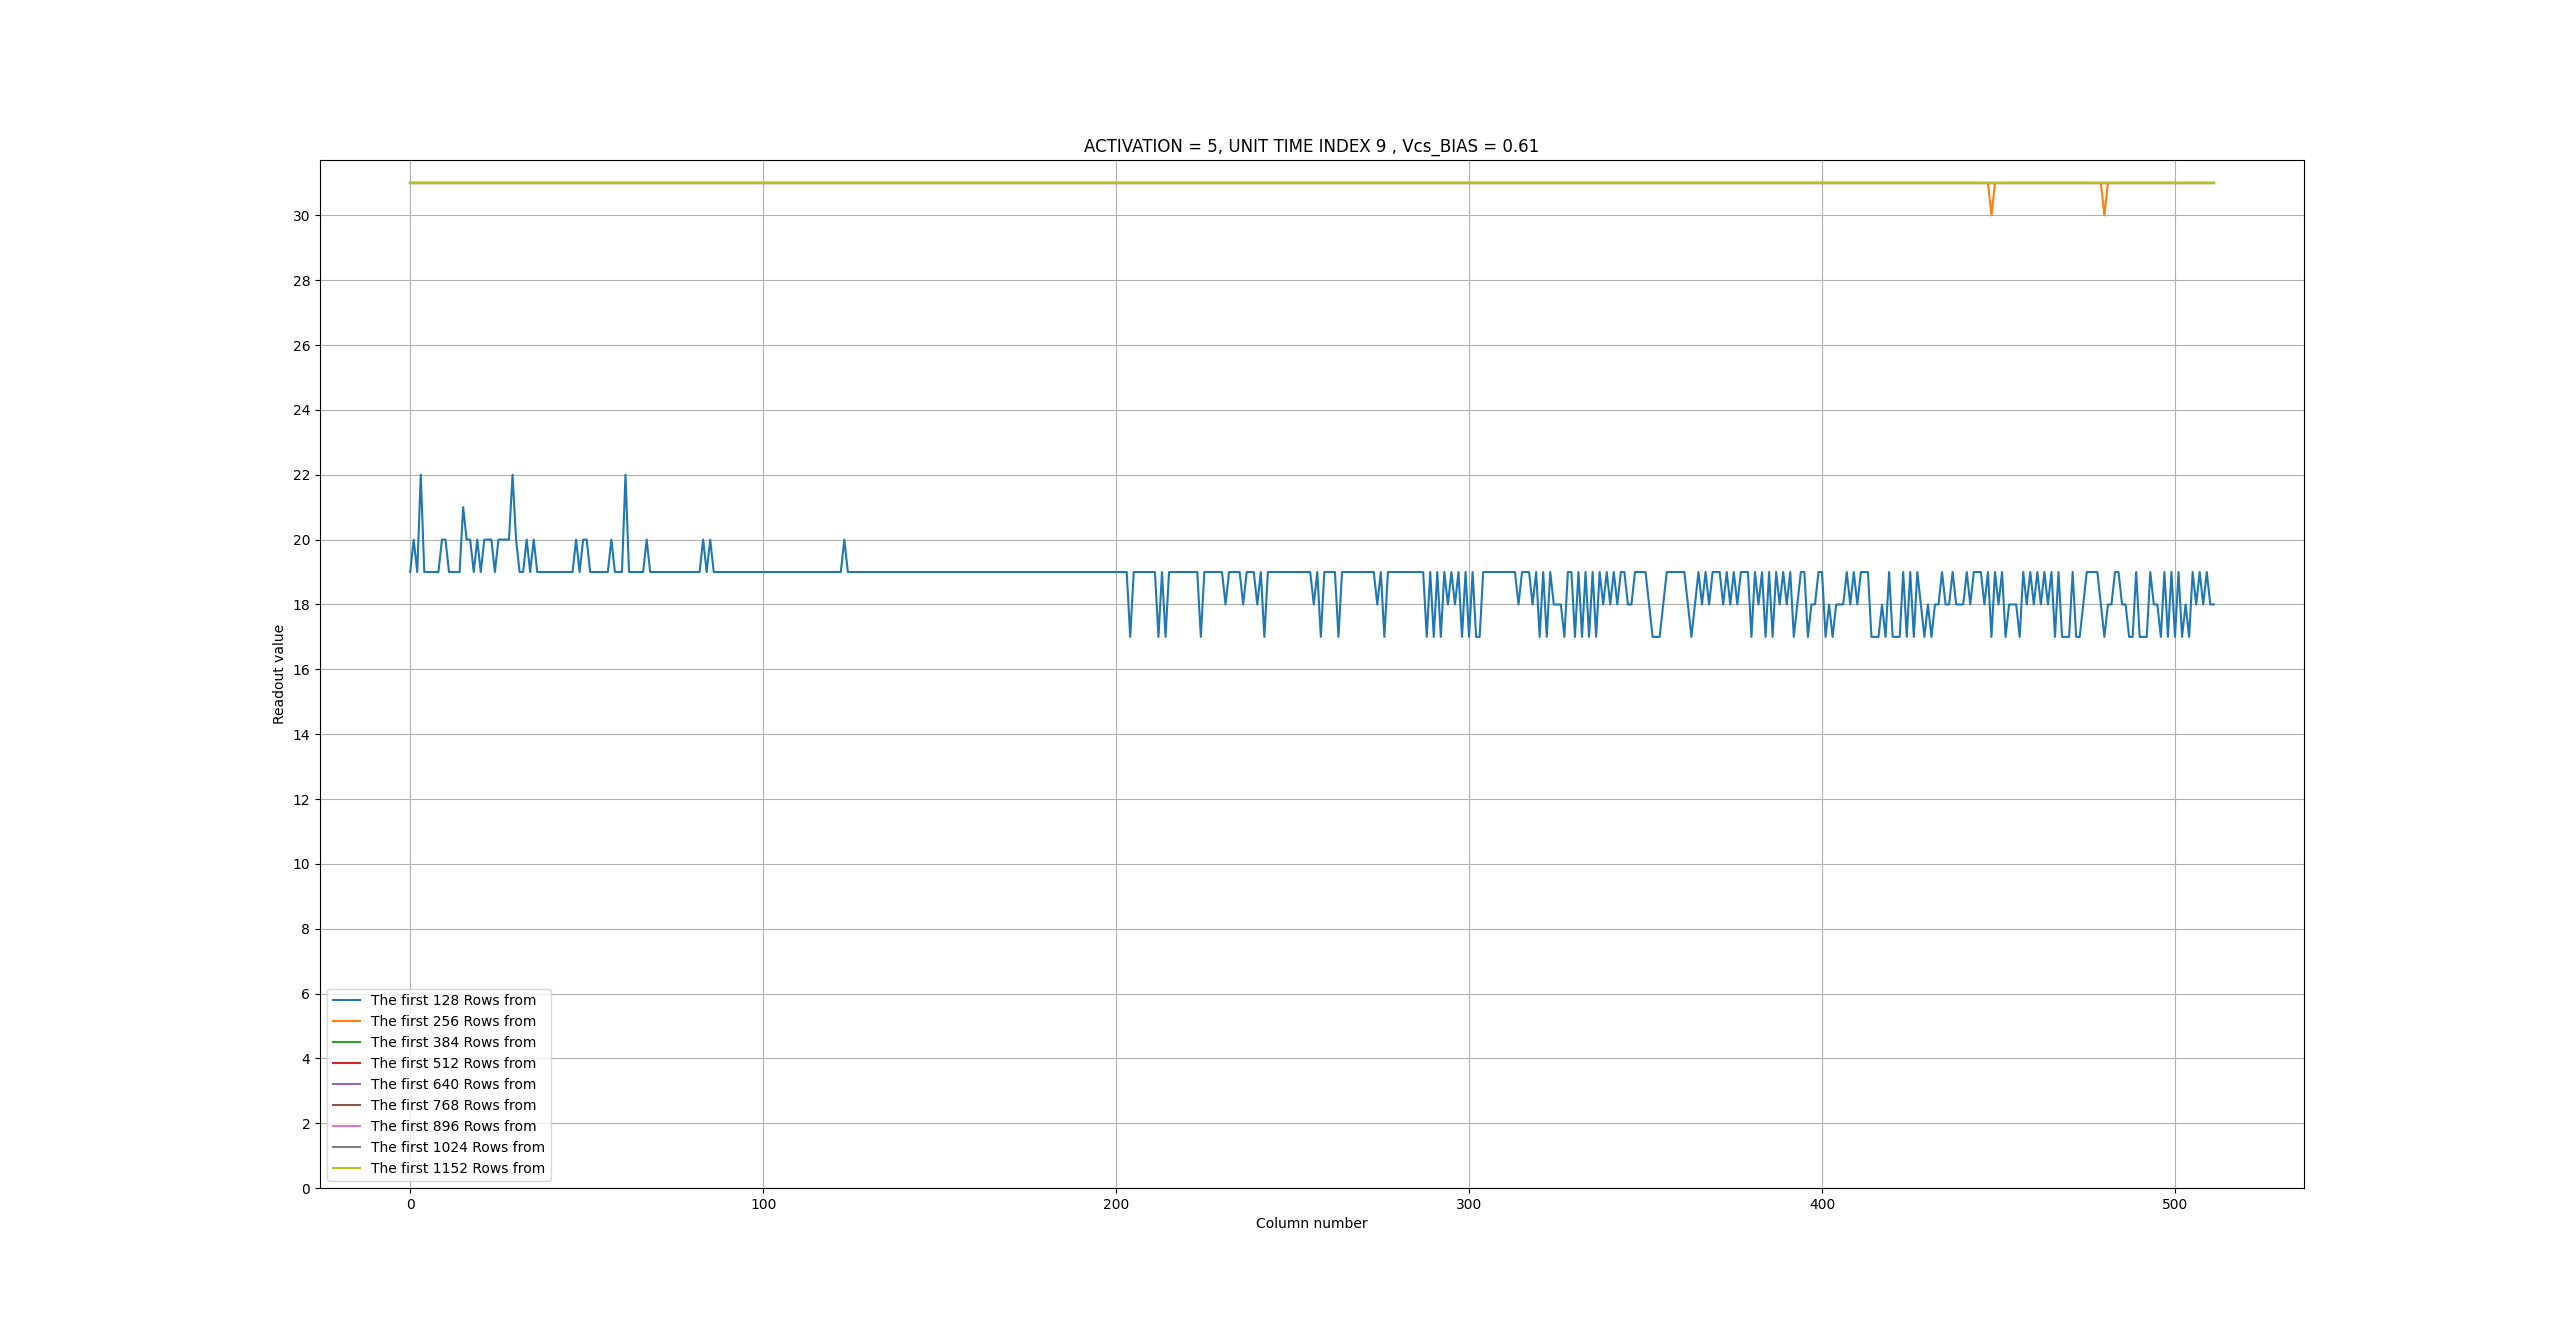 ACTIVATION = 5, UNIT TIME INDEX 9 , Vcs_BIAS = 0.61
30
28
26
24
22
20
18
16
14
12
10
8
6
4
2
0
Readout value
The first 128 Rows from
The first 256 Rows from
The first 384 Rows from
The first 512 Rows from
The first 640 Rows from
The first 768 Rows from
The first 896 Rows from
The first 1024 Rows from
The first 1152 Rows from
0 100 200 300 400 500
Column number